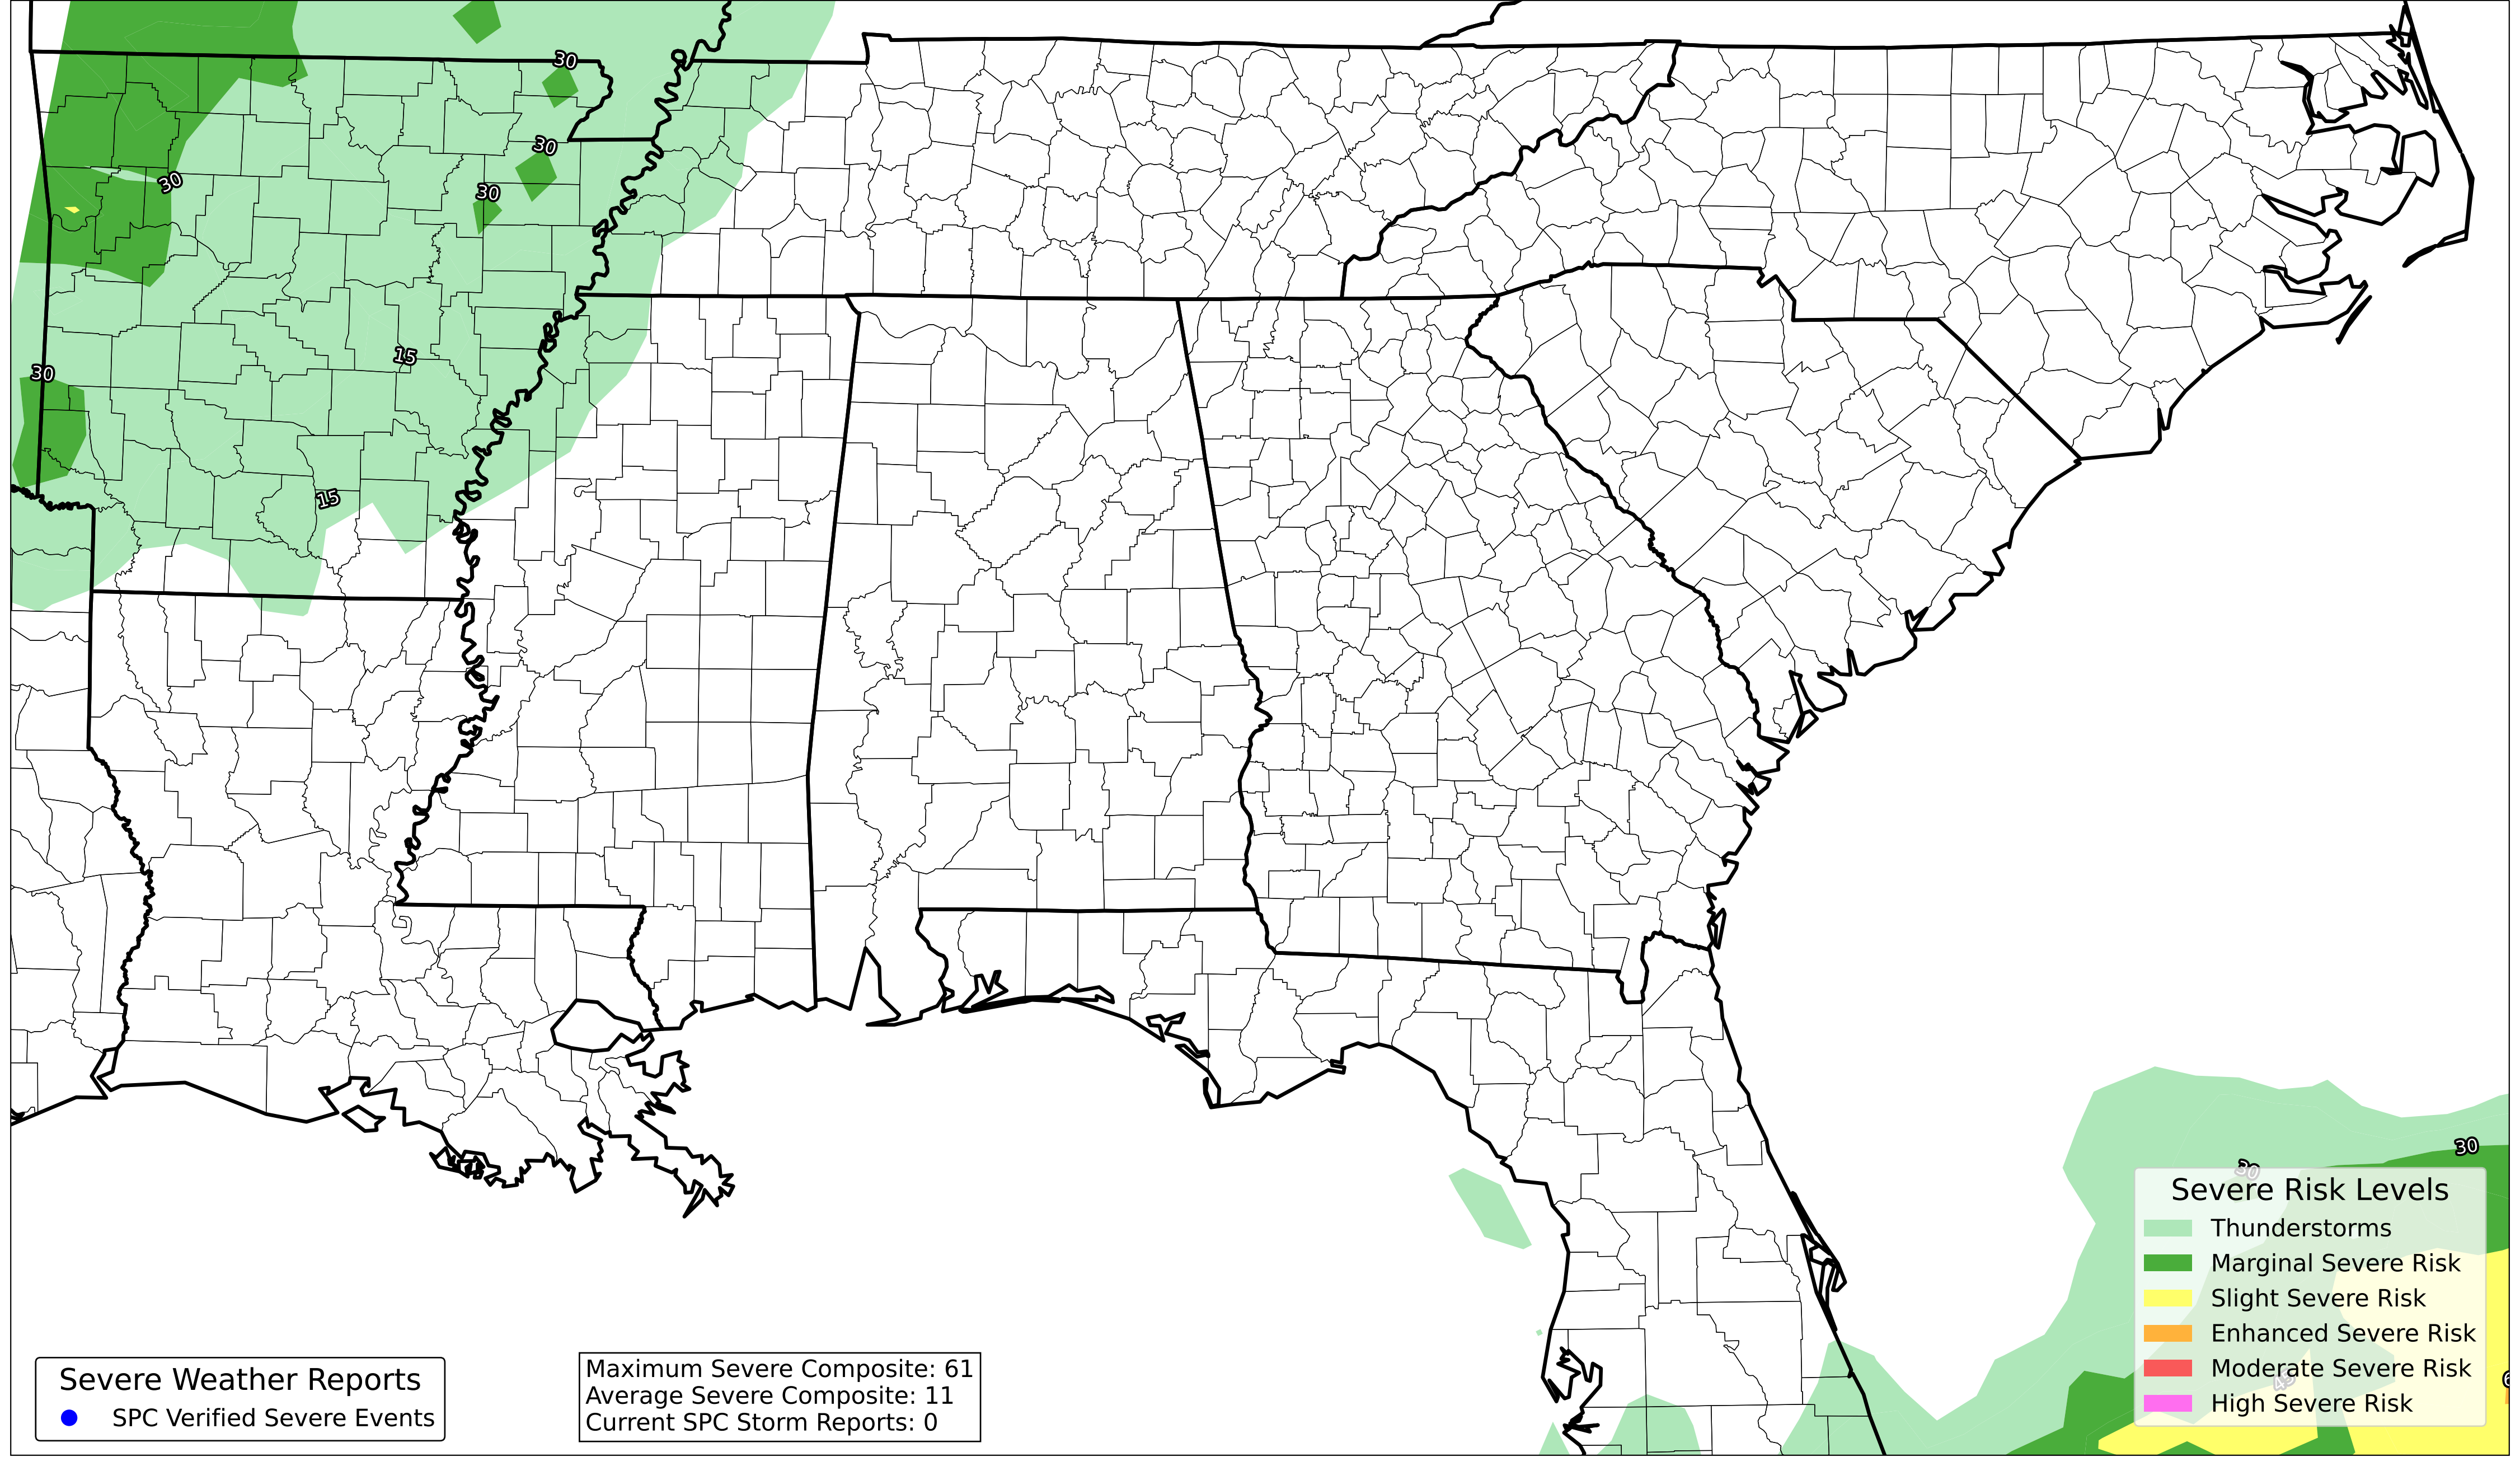 30
30
30
30
30
15
15
30
30
Severe Risk Levels
Thunderstorms
Marginal Severe Risk
Slight Severe Risk
Enhanced Severe Risk
Moderate Severe Risk
High Severe Risk
45
Severe Weather Reports
SPC Verified Severe Events
Maximum Severe Composite: 61
Average Severe Composite: 11
Current SPC Storm Reports: 0